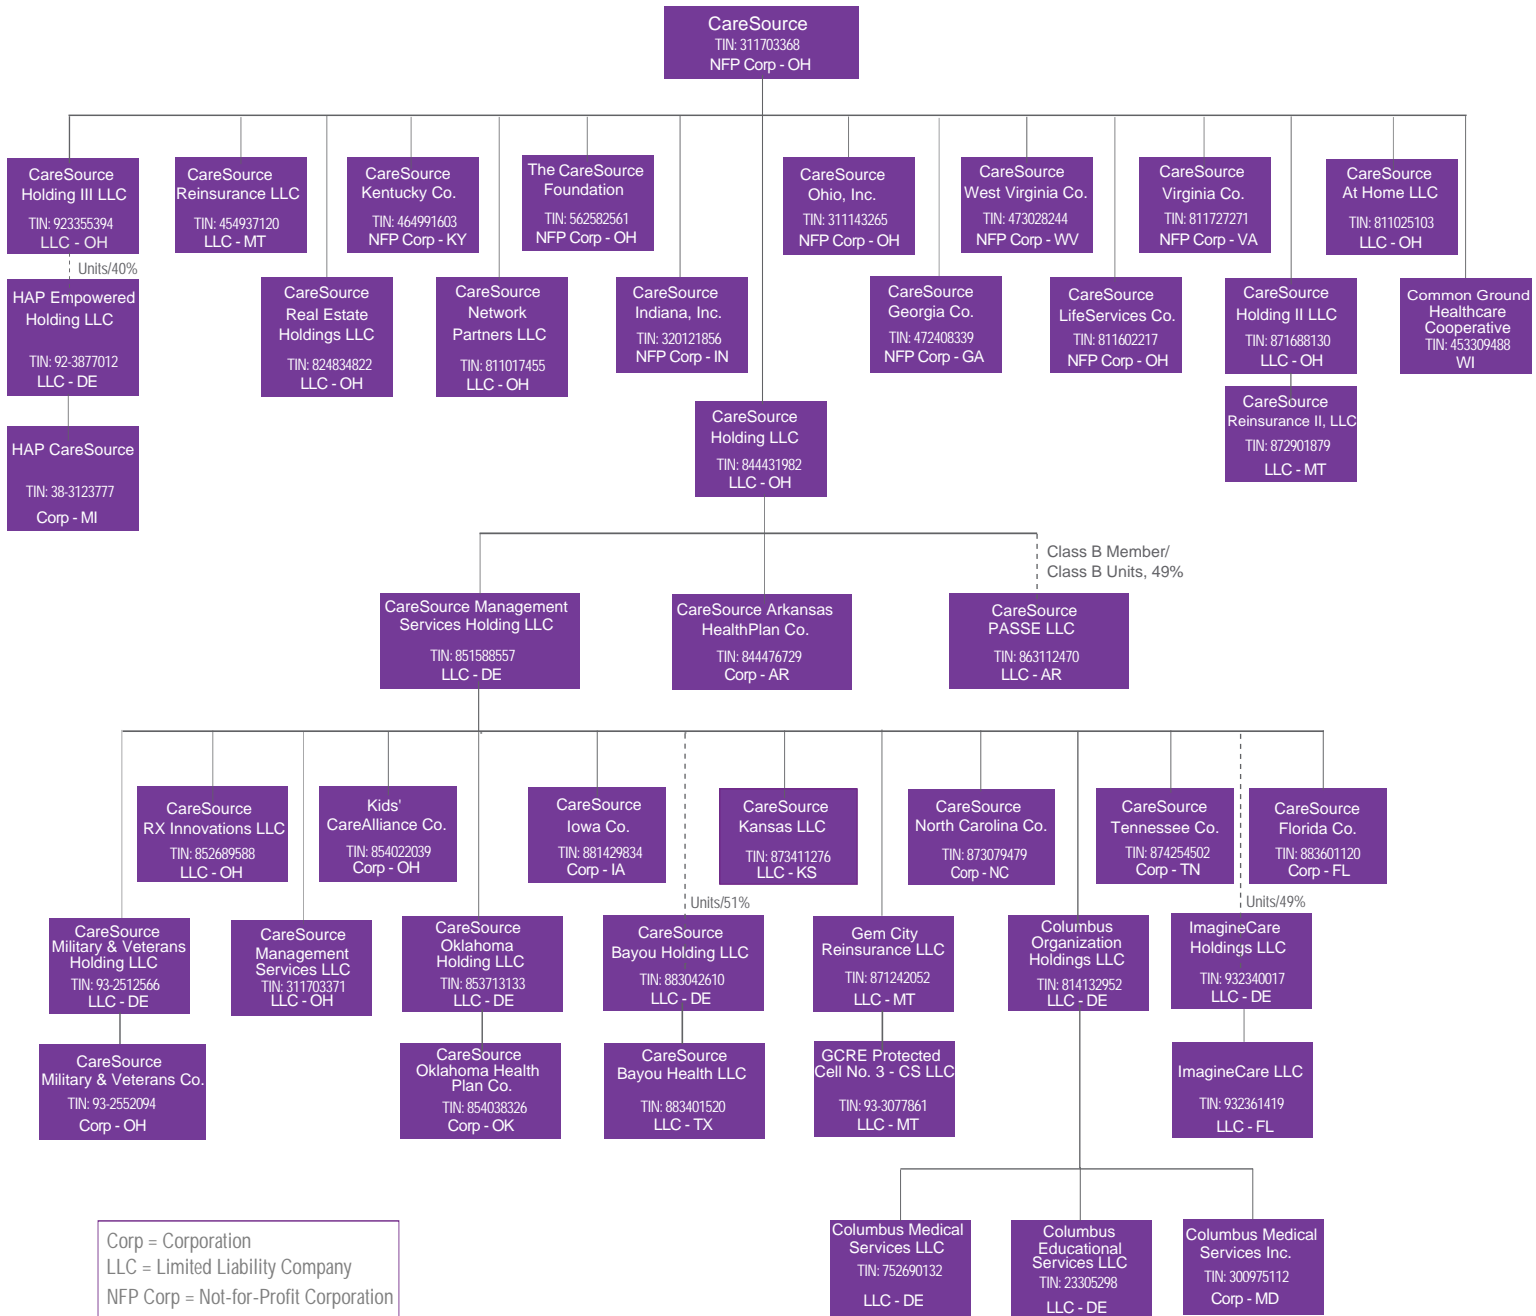 CareSource
TIN: 311703368
NFP Corp - OH
CareSource
Holding III LLC
TIN: 923355394
LLC - OH
CareSource
Reinsurance LLC
TIN: 454937120
LLC - MT
CareSource
Kentucky Co.
TIN: 464991603
NFP Corp - KY
The CareSource
Foundation
TIN: 562582561
NFP Corp - OH
CareSource
Ohio, Inc.
TIN: 311143265
NFP Corp - OH
CareSource
West Virginia Co.
TIN: 473028244
NFP Corp - WV
CareSource
Virginia Co.
TIN: 811727271
NFP Corp - VA
CareSource
At Home LLC
TIN: 811025103
LLC - OH
Units/40%
HAP Empowered
Holding LLC
TIN: 92-3877012
LLC - DE
CareSource
Real Estate
Holdings LLC
TIN: 824834822
LLC - OH
CareSource
Network
Partners LLC
TIN: 811017455
LLC - OH
CareSource
Indiana, Inc.
TIN: 320121856
NFP Corp - IN
CareSource
Georgia Co.
TIN: 472408339
NFP Corp - GA
CareSource
LifeServices Co.
TIN: 811602217
NFP Corp - OH
CareSource
Holding II LLC
TIN: 871688130
LLC - OH
Common Ground
Healthcare
Cooperative
TIN: 453309488
WI
HAP CareSource
TIN: 38-3123777
Corp - MI
CareSource
Holding LLC
TIN: 844431982
LLC - OH
CareSource
Reinsurance II, LLC
TIN: 872901879
LLC - MT
Class B Member/
Class B Units, 49%
CareSource Management
Services Holding LLC
TIN: 851588557
LLC - DE
CareSource Arkansas
HealthPlan Co.
TIN: 844476729
Corp - AR
CareSource
PASSE LLC
TIN: 863112470
LLC - AR
CareSource
RX Innovations LLC
TIN: 852689588
LLC - OH
Kids'
CareAlliance Co.
TIN: 854022039
Corp - OH
CareSource
Iowa Co.
TIN: 881429834
Corp - IA
CareSource
Kansas LLC
TIN: 873411276
LLC - KS
CareSource
North Carolina Co.
TIN: 873079479
Corp - NC
CareSource
Tennessee Co.
TIN: 874254502
Corp - TN
CareSource
Florida Co.
TIN: 883601120
Corp - FL
Units/51%
Units/49%
CareSource
Military & Veterans
Holding LLC
TIN: 93-2512566
LLC - DE
CareSource
Management
Services LLC
TIN: 311703371
LLC - OH
CareSource
Oklahoma
Holding LLC
TIN: 853713133
LLC - DE
CareSource
Bayou Holding LLC
TIN: 883042610
LLC - DE
Gem City
Reinsurance LLC
TIN: 871242052
LLC - MT
Columbus
Organization
Holdings LLC
TIN: 814132952
LLC - DE
ImagineCare
Holdings LLC
TIN: 932340017
LLC - DE
CareSource
Military & Veterans Co.
TIN: 93-2552094
Corp - OH
CareSource
Oklahoma Health
Plan Co.
TIN: 854038326
Corp - OK
CareSource
Bayou Health LLC
TIN: 883401520
LLC - TX
GCRE Protected
Cell No. 3 - CS LLC
TIN: 93-3077861
LLC - MT
ImagineCare LLC
TIN: 932361419
LLC - FL
Columbus Medical
Services LLC
TIN: 752690132
LLC - DE
Columbus
Educational
Services LLC
TIN: 23305298
LLC - DE
Columbus Medical
Services Inc.
TIN: 300975112
Corp - MD
Corp = Corporation
LLC = Limited Liability Company
NFP Corp = Not-for-Profit Corporation